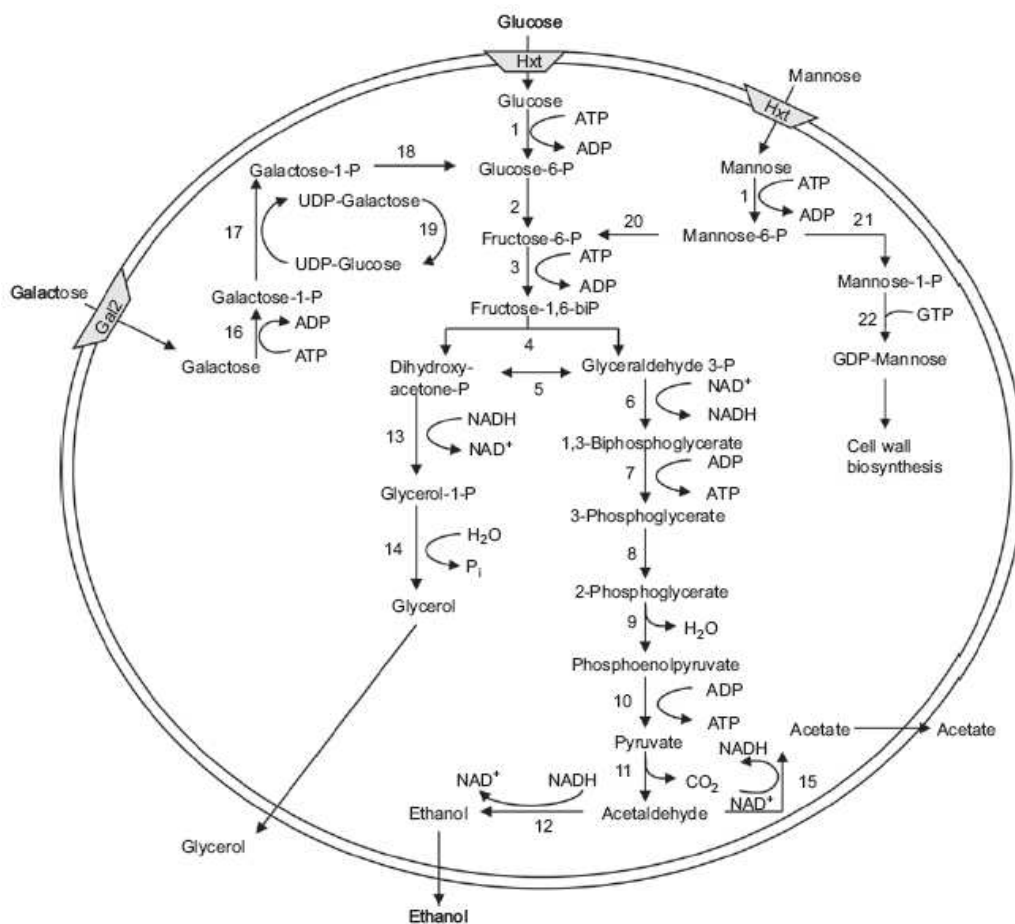 Glucose
Hxt
Glucose
1
ATP
ADP
Glucose-6-P
2
Fructose-6-P
3
ATP
ADP
Fructose-1,6-biP
4
Mannose
Hxt
Mannose
1
ATP
ADP
20
Mannose-6-P
21
Mannose-1-P
22
GTP
GDP-Mannose
Cell wall
biosynthesis
Galactose-1-P
18
17
UDP-Galactose
19
UDP-Glucose
Galactose
Gal2
Galactose-1-P
16
ADP
ATP
Galactose
Dihydroxy-
acetone-P
5
Glyceraldehyde 3-P
13
NADH
NAD+
Glycerol-1-P
14
H2O
Pi
Glycerol
Glycerol
6
NAD+
NADH
1,3-Biphosphoglycerate
7
ADP
ATP
3-Phosphoglycerate
8
2-Phosphoglycerate
9
H2O
Phosphoenolpyruvate
10
ADP
ATP
Pyruvate
11
CO2
Acetaldehyde
NADH
NAD+
15
Acetate
Acetate
NAD+
NADH
12
Ethanol
Ethanol